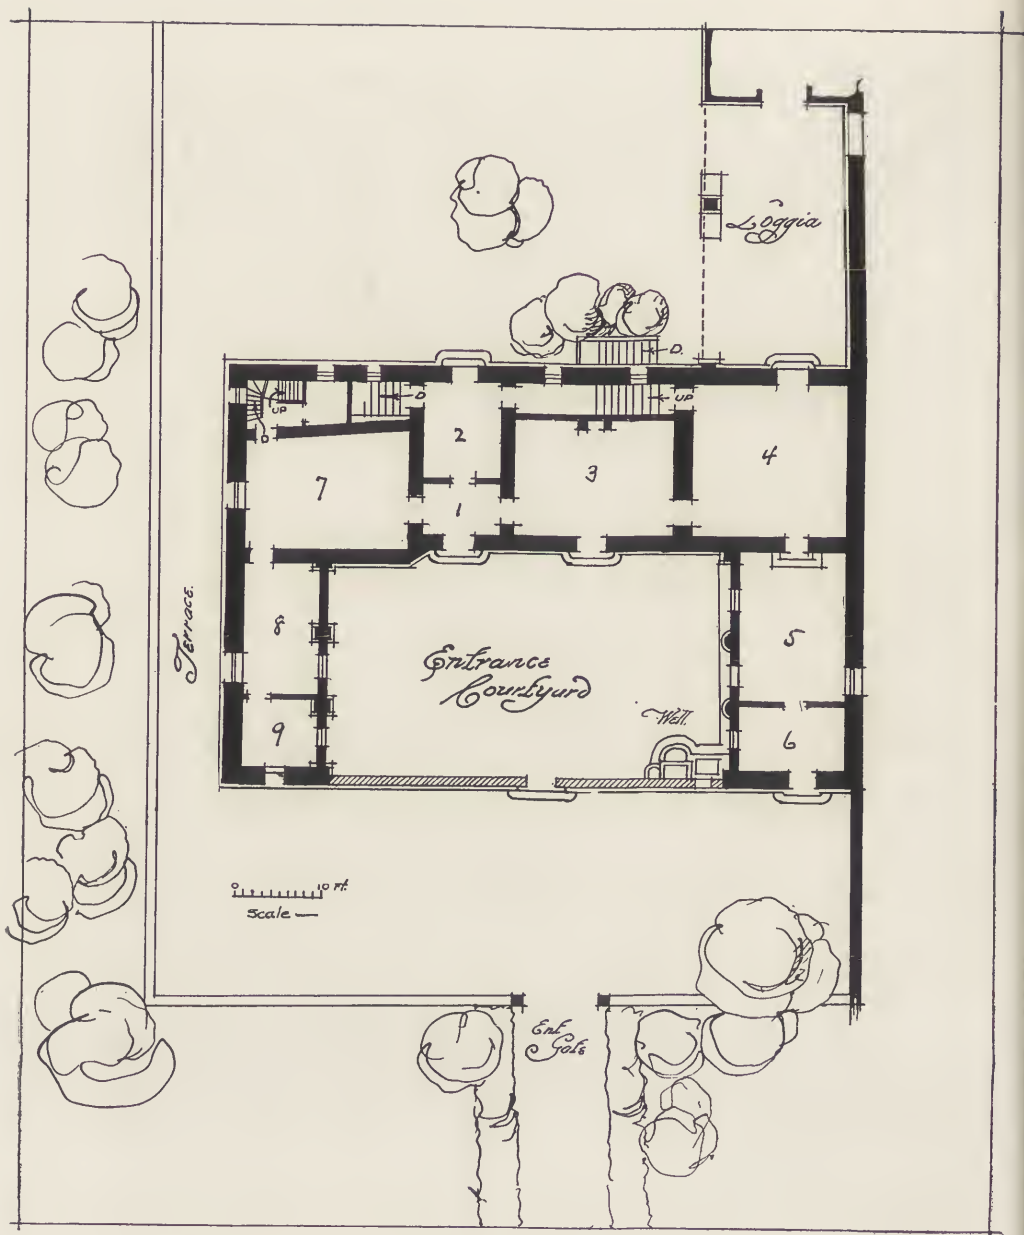 Loggia
D.
UP
D
UP
D
2
3
4
7
1
Terrace.
8
Entrance
Courtyard
5
Well.
9
6
0 10 Ft.
Scale
Ent
Gate